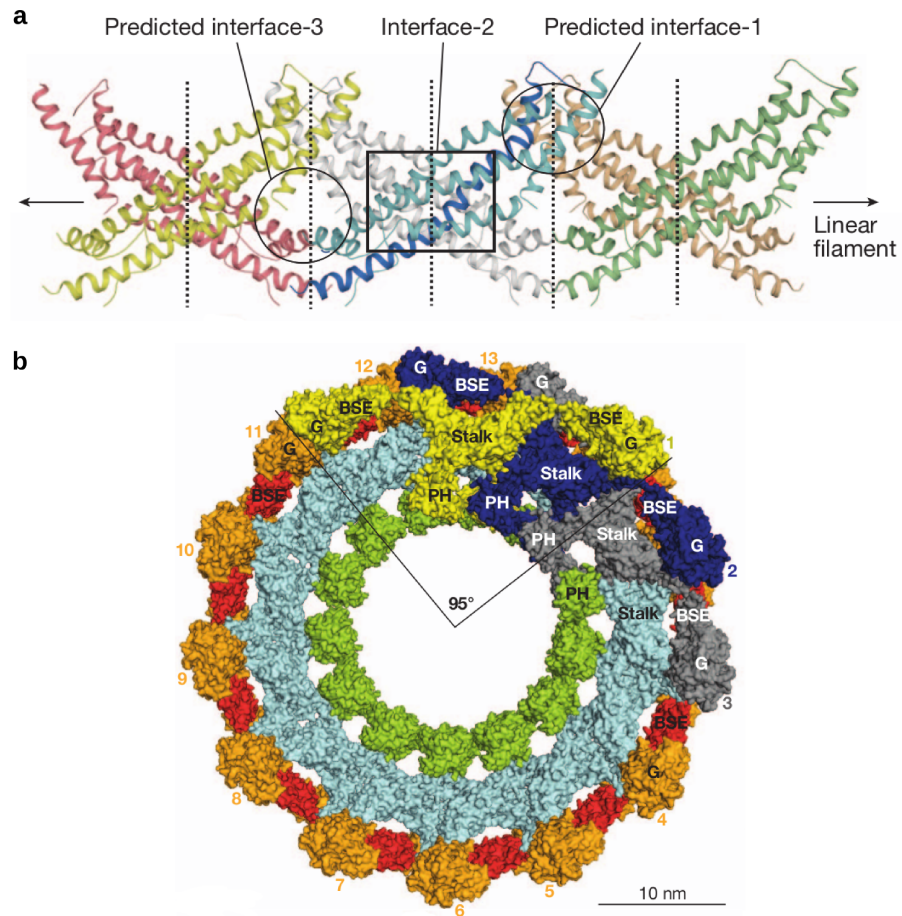 a
Predicted interface-3 Interface-2 Predicted interface-1
Linear
filament
b
12 G BSE 13 G
BSE BSE
11 G Stalk G 1
G
BSE Stalk BSE
PH PH
10 PH Stalk G
2
95° PH Stalk BSE
G
9 3
BSE
G
8 4
7 5
6
10 nm